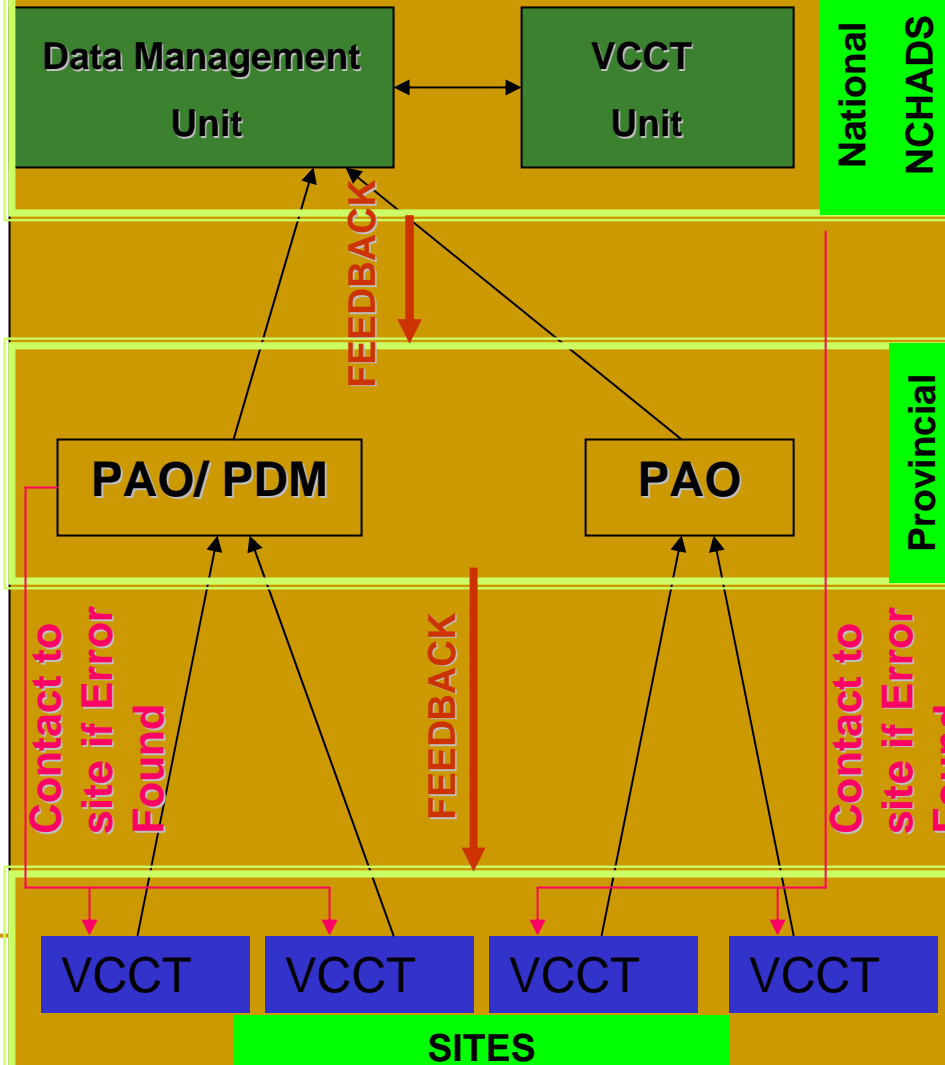 Data Management
Unit
VCCT
Unit
National
NCHADS
FEEDBACK
Provincial
PAO/ PDM
PAO
Contact to
site if Error
Found
FEEDBACK
Contact to
site if Error
Found
VCCT
VCCT
VCCT
VCCT
SITES